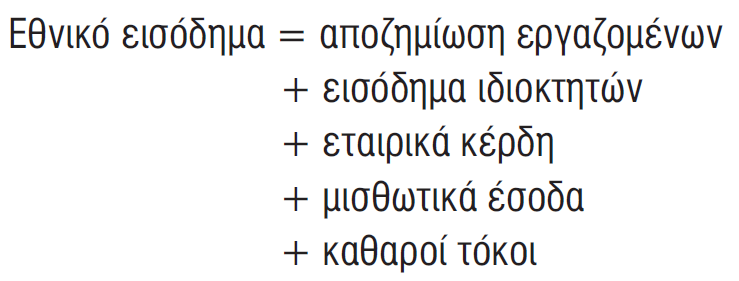 Εθνικό εισόδημα = αποζημίωση εργαζομένων
+ εισόδημα ιδιοκτητών
+ εταιρικά κέρδη
+ μισθωτικά έσοδα
+ καθαροί τόκοι